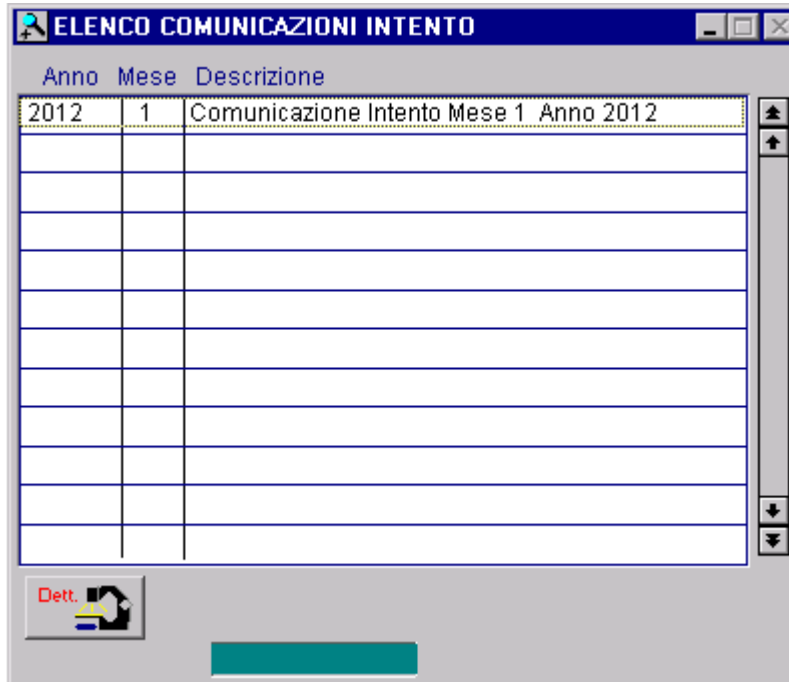 ELENCO COMUNICAZIONI INTENTO
Anno Mese Descrizione
2012 1 Comunicazione Intento Mese 1 Anno 2012
Dett.